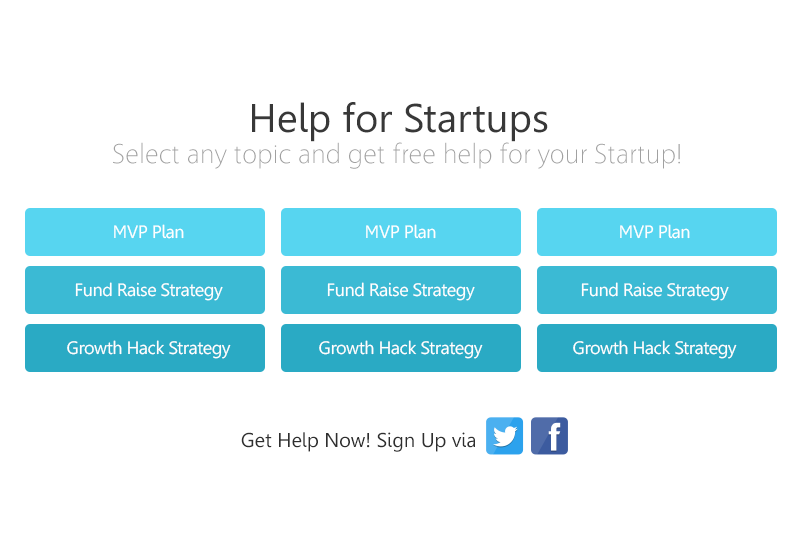 Help for Startups
Select any topic and get free help for your Startup!
MVP Plan MVP Plan MVP Plan
Fund Raise Strategy Fund Raise Strategy Fund Raise Strategy
Growth Hack Strategy Growth Hack Strategy Growth Hack Strategy
Get Help Now! Sign Up via